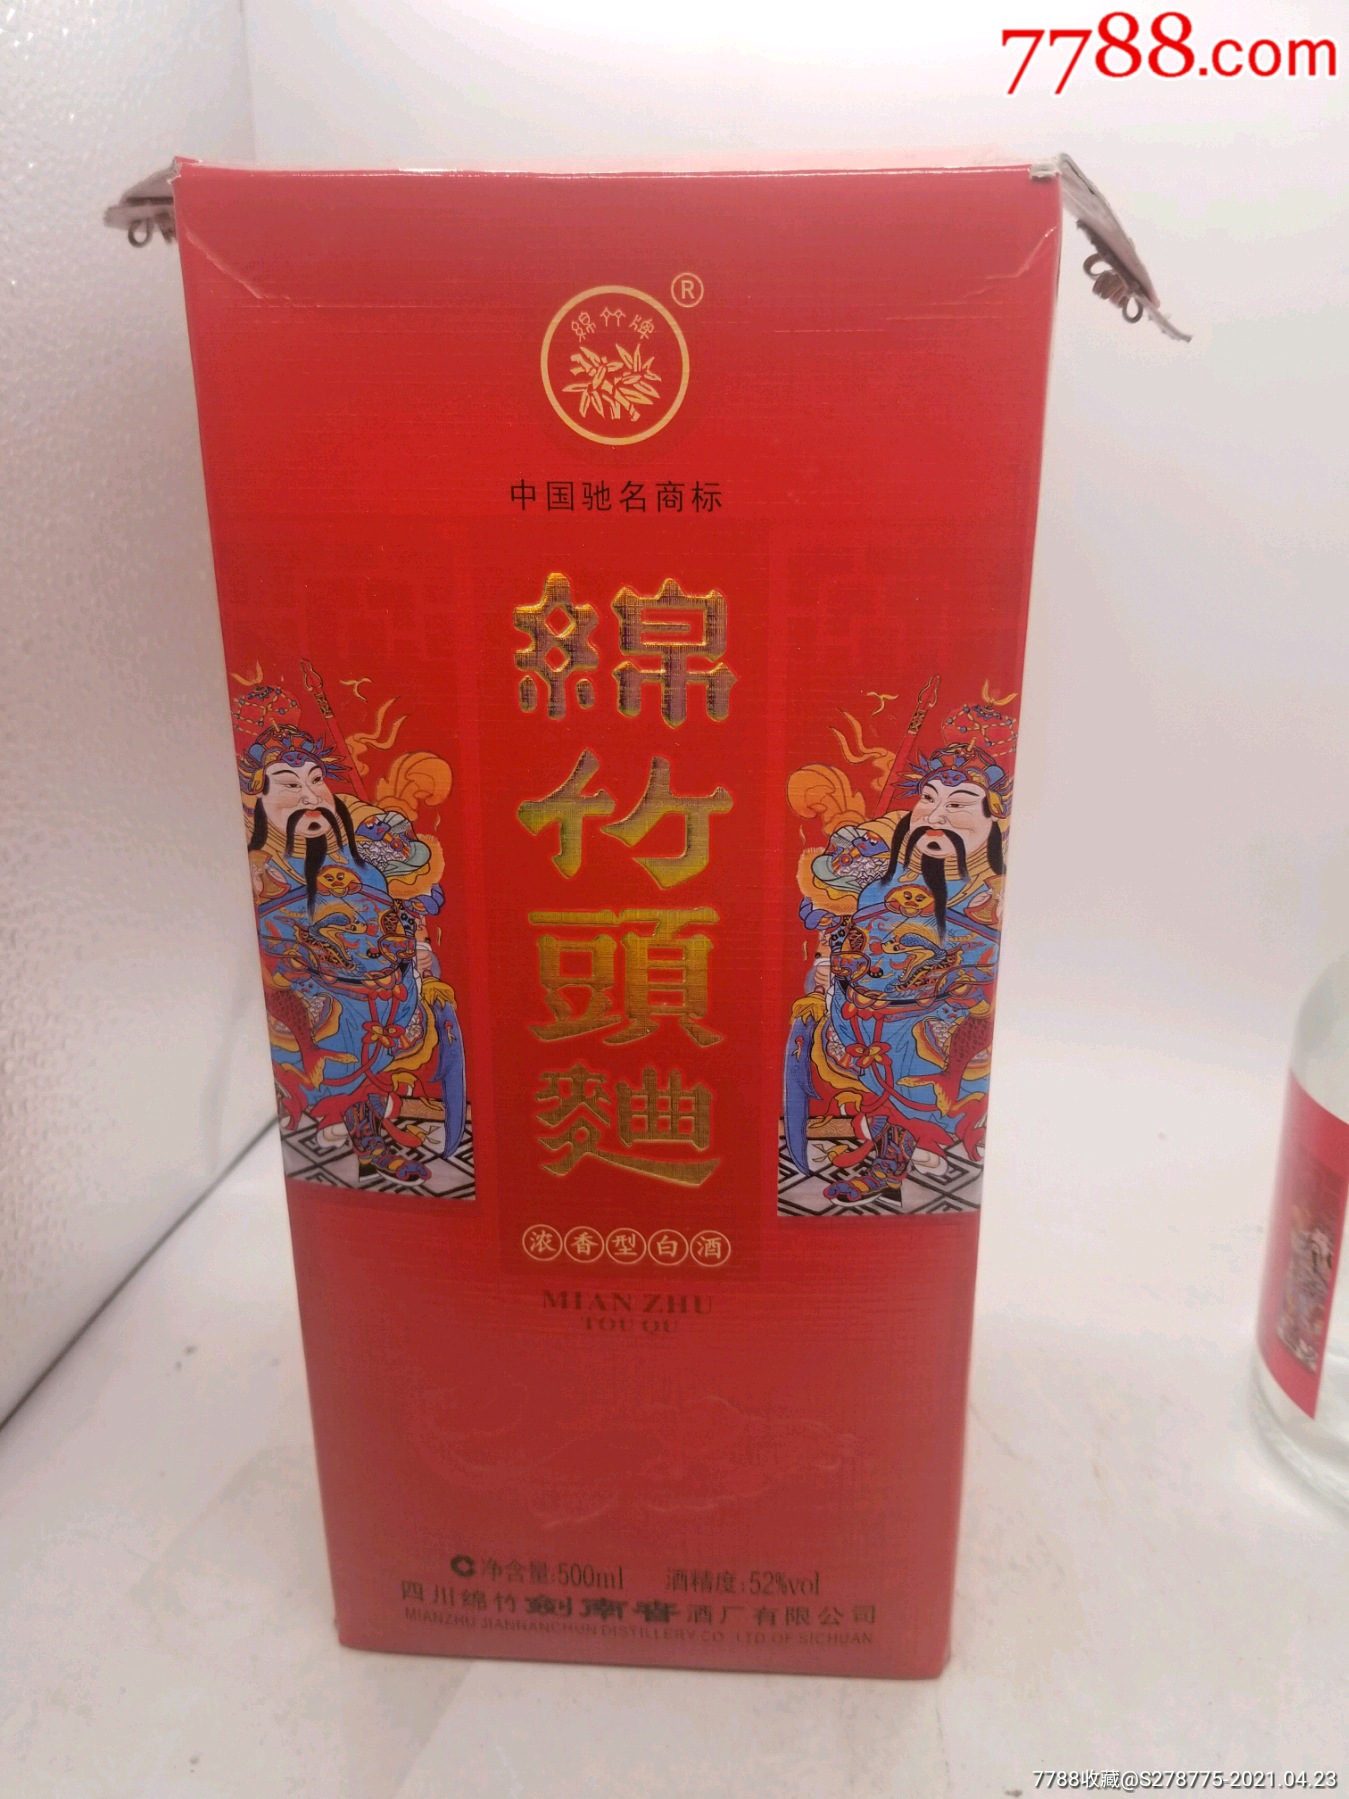 7788.com
R
綿竹牌
中国驰名商标
綿竹頭麯
浓香型白酒
MIAN ZHU
TOU QU
净含量:500ml 酒精度:52%vol
四川绵竹剑南春酒厂有限公司
MIANZHU JIANNANCHUN DISTILLERY CO.,LTD OF SICHUAN
7788收藏@S278775-2021.04.23